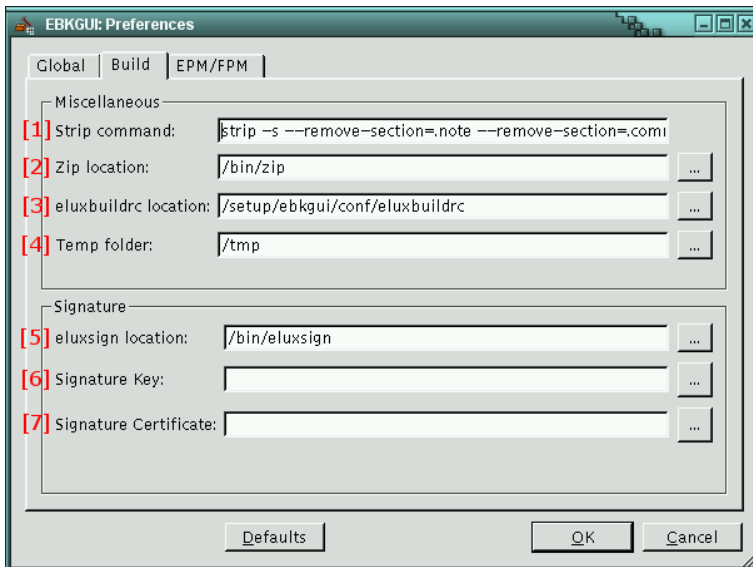 EBKGUI: Preferences
Global Build EPM/FPM
Miscellaneous
[1] Strip command: strip -s --remove-section=.note --remove-section=.com
[2] Zip location: /bin/zip ...
[3] eluxbuildrc location: /setup/ebkgui/conf/eluxbuildrc ...
[4] Temp folder: /tmp ...
Signature
[5] eluxsign location: /bin/eluxsign ...
[6] Signature Key: ...
[7] Signature Certificate: ...
Defaults OK Cancel